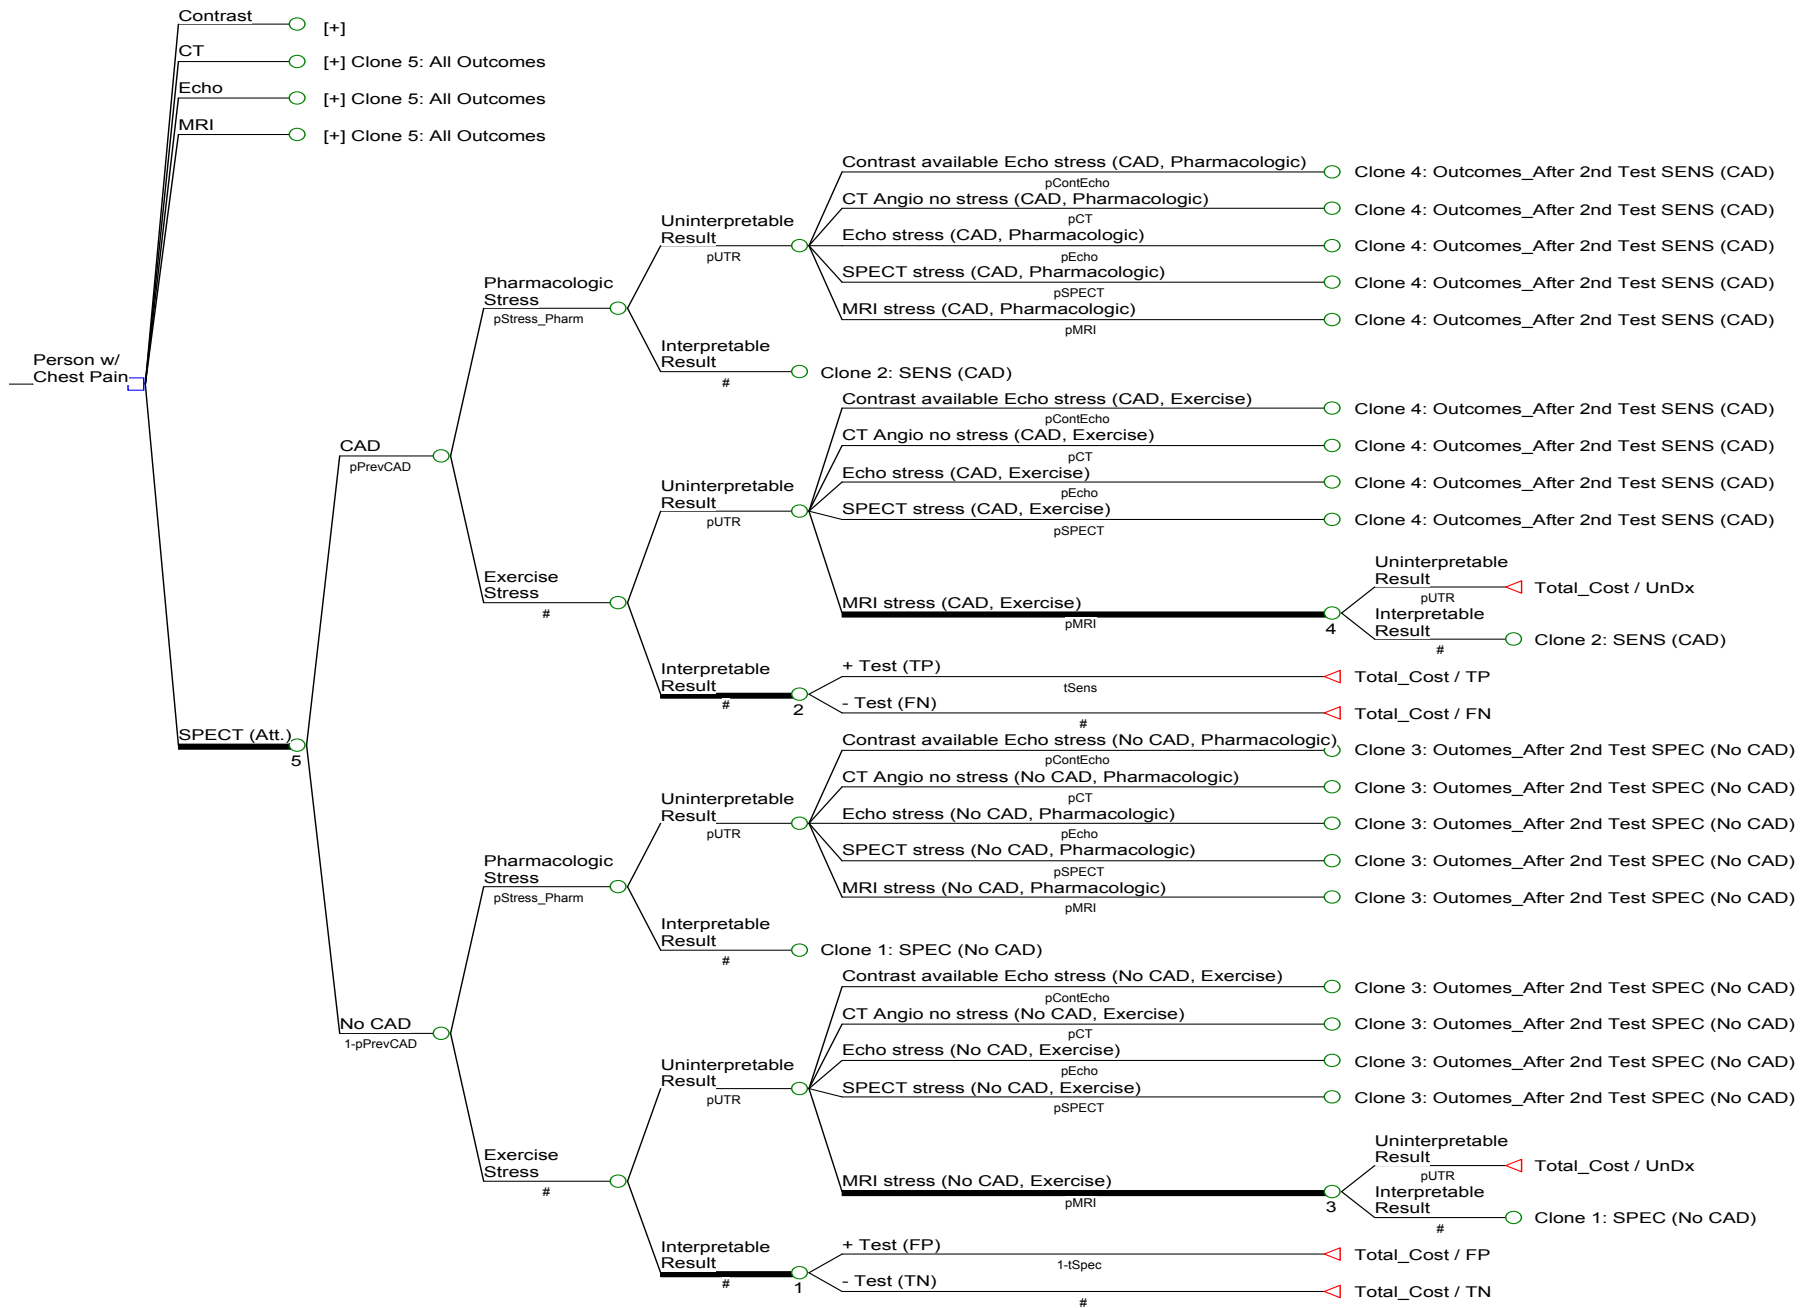 Contrast
[+]
CT
[+] Clone 5: All Outcomes
Echo
[+] Clone 5: All Outcomes
MRI
[+] Clone 5: All Outcomes
Person w/
Chest Pain
SPECT (Att.)
5
CAD
pPrevCAD
Pharmacologic
Stress
pStress_Pharm
Uninterpretable
Result
pUTR
Contrast available Echo stress (CAD, Pharmacologic)
pContEcho
Clone 4: Outcomes_After 2nd Test SENS (CAD)
CT Angio no stress (CAD, Pharmacologic)
pCT
Clone 4: Outcomes_After 2nd Test SENS (CAD)
Echo stress (CAD, Pharmacologic)
pEcho
Clone 4: Outcomes_After 2nd Test SENS (CAD)
SPECT stress (CAD, Pharmacologic)
pSPECT
Clone 4: Outcomes_After 2nd Test SENS (CAD)
MRI stress (CAD, Pharmacologic)
pMRI
Clone 4: Outcomes_After 2nd Test SENS (CAD)
Interpretable
Result
#
Clone 2: SENS (CAD)
Exercise
Stress
#
Uninterpretable
Result
pUTR
Contrast available Echo stress (CAD, Exercise)
pContEcho
Clone 4: Outcomes_After 2nd Test SENS (CAD)
CT Angio no stress (CAD, Exercise)
pCT
Clone 4: Outcomes_After 2nd Test SENS (CAD)
Echo stress (CAD, Exercise)
pEcho
Clone 4: Outcomes_After 2nd Test SENS (CAD)
SPECT stress (CAD, Exercise)
pSPECT
Clone 4: Outcomes_After 2nd Test SENS (CAD)
MRI stress (CAD, Exercise)
pMRI
4
Uninterpretable
Result
pUTR
Total_Cost / UnDx
Interpretable
Result
#
Clone 2: SENS (CAD)
Interpretable
Result
#
2
+ Test (TP)
tSens
Total_Cost / TP
- Test (FN)
#
Total_Cost / FN
No CAD
1-pPrevCAD
Pharmacologic
Stress
pStress_Pharm
Uninterpretable
Result
pUTR
Contrast available Echo stress (No CAD, Pharmacologic)
pContEcho
Clone 3: Outomes_After 2nd Test SPEC (No CAD)
CT Angio no stress (No CAD, Pharmacologic)
pCT
Clone 3: Outomes_After 2nd Test SPEC (No CAD)
Echo stress (No CAD, Pharmacologic)
pEcho
Clone 3: Outomes_After 2nd Test SPEC (No CAD)
SPECT stress (No CAD, Pharmacologic)
pSPECT
Clone 3: Outomes_After 2nd Test SPEC (No CAD)
MRI stress (No CAD, Pharmacologic)
pMRI
Clone 3: Outomes_After 2nd Test SPEC (No CAD)
Interpretable
Result
#
Clone 1: SPEC (No CAD)
Exercise
Stress
#
Uninterpretable
Result
pUTR
Contrast available Echo stress (No CAD, Exercise)
pContEcho
Clone 3: Outomes_After 2nd Test SPEC (No CAD)
CT Angio no stress (No CAD, Exercise)
pCT
Clone 3: Outomes_After 2nd Test SPEC (No CAD)
Echo stress (No CAD, Exercise)
pEcho
Clone 3: Outomes_After 2nd Test SPEC (No CAD)
SPECT stress (No CAD, Exercise)
pSPECT
Clone 3: Outomes_After 2nd Test SPEC (No CAD)
MRI stress (No CAD, Exercise)
pMRI
3
Uninterpretable
Result
pUTR
Total_Cost / UnDx
Interpretable
Result
#
Clone 1: SPEC (No CAD)
Interpretable
Result
#
1
+ Test (FP)
1-tSpec
Total_Cost / FP
- Test (TN)
#
Total_Cost / TN